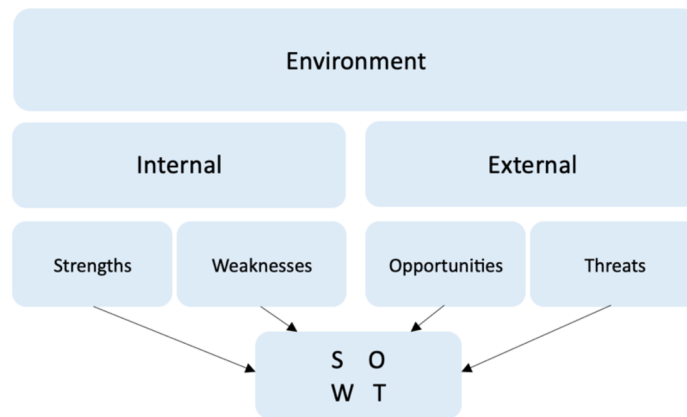 Environment
Internal
External
Strengths
Weaknesses
Opportunities
Threats
S O
W T